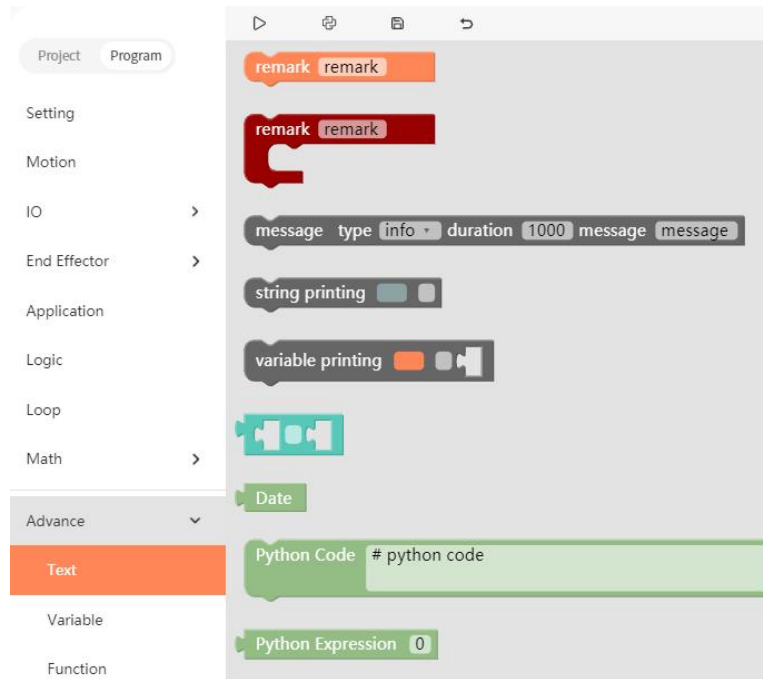 Project Program
Setting
Motion
IO
End Effector
Application
Logic
Loop
Math
Advance
Text
Variable
Function
remark remark
remark remark
message type info duration 1000 message message
string printing
variable printing
Date
Python Code # python code
Python Expression 0